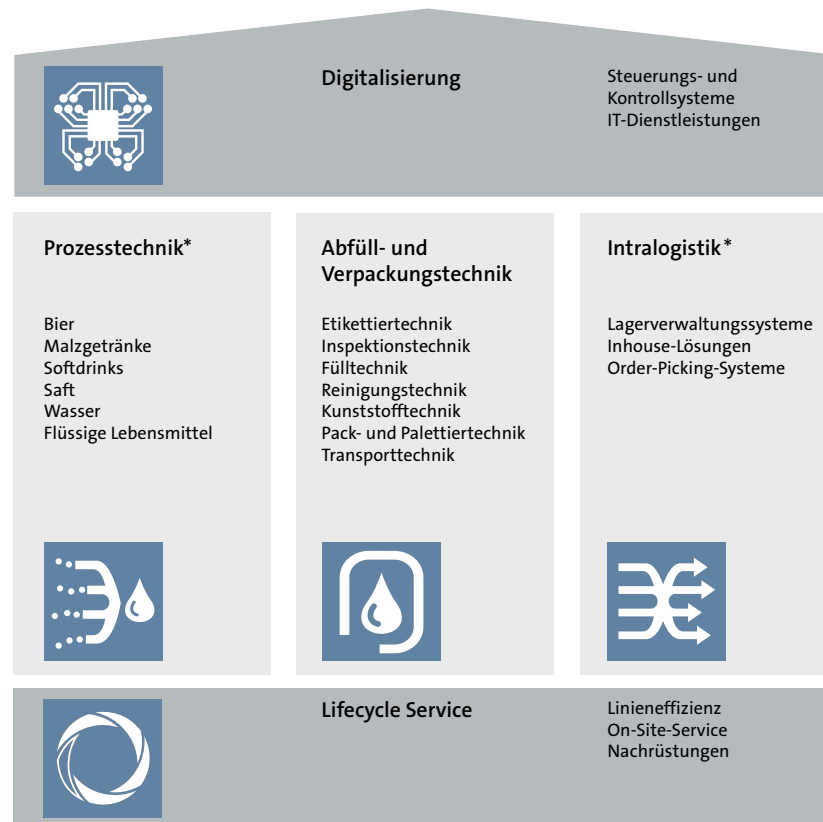 Digitalisierung
Steuerungs- und
Kontrollsysteme
IT-Dienstleistungen
Prozesstechnik*
Bier
Malzgetränke
Softdrinks
Saft
Wasser
Flüssige Lebensmittel
Abfüll- und
Verpackungstechnik
Etikettiertechnik
Inspektionstechnik
Fülltechnik
Reinigungstechnik
Kunststofftechnik
Pack- und Palettiertechnik
Transporttechnik
Intralogistik*
Lagerverwaltungssysteme
Inhouse-Lösungen
Order-Picking-Systeme
Lifecycle Service
Linieneffizienz
On-Site-Service
Nachrüstungen